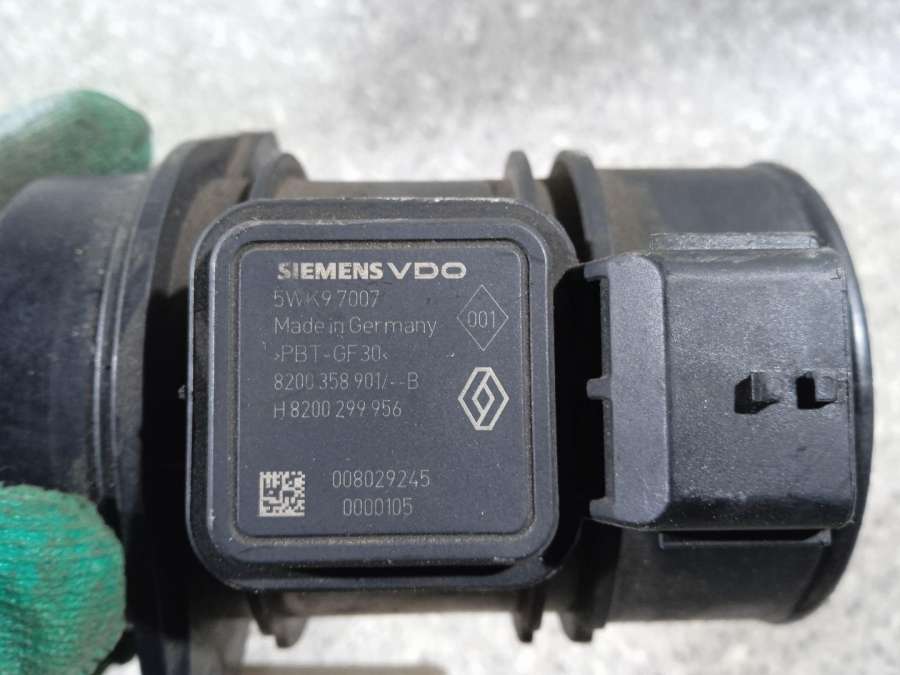 SIEMENS VDO
5WK9 7007
Made in Germany
001
>PBT-GF30<
8200 358 901/--B
H 8200 299 956
008029245
0000105